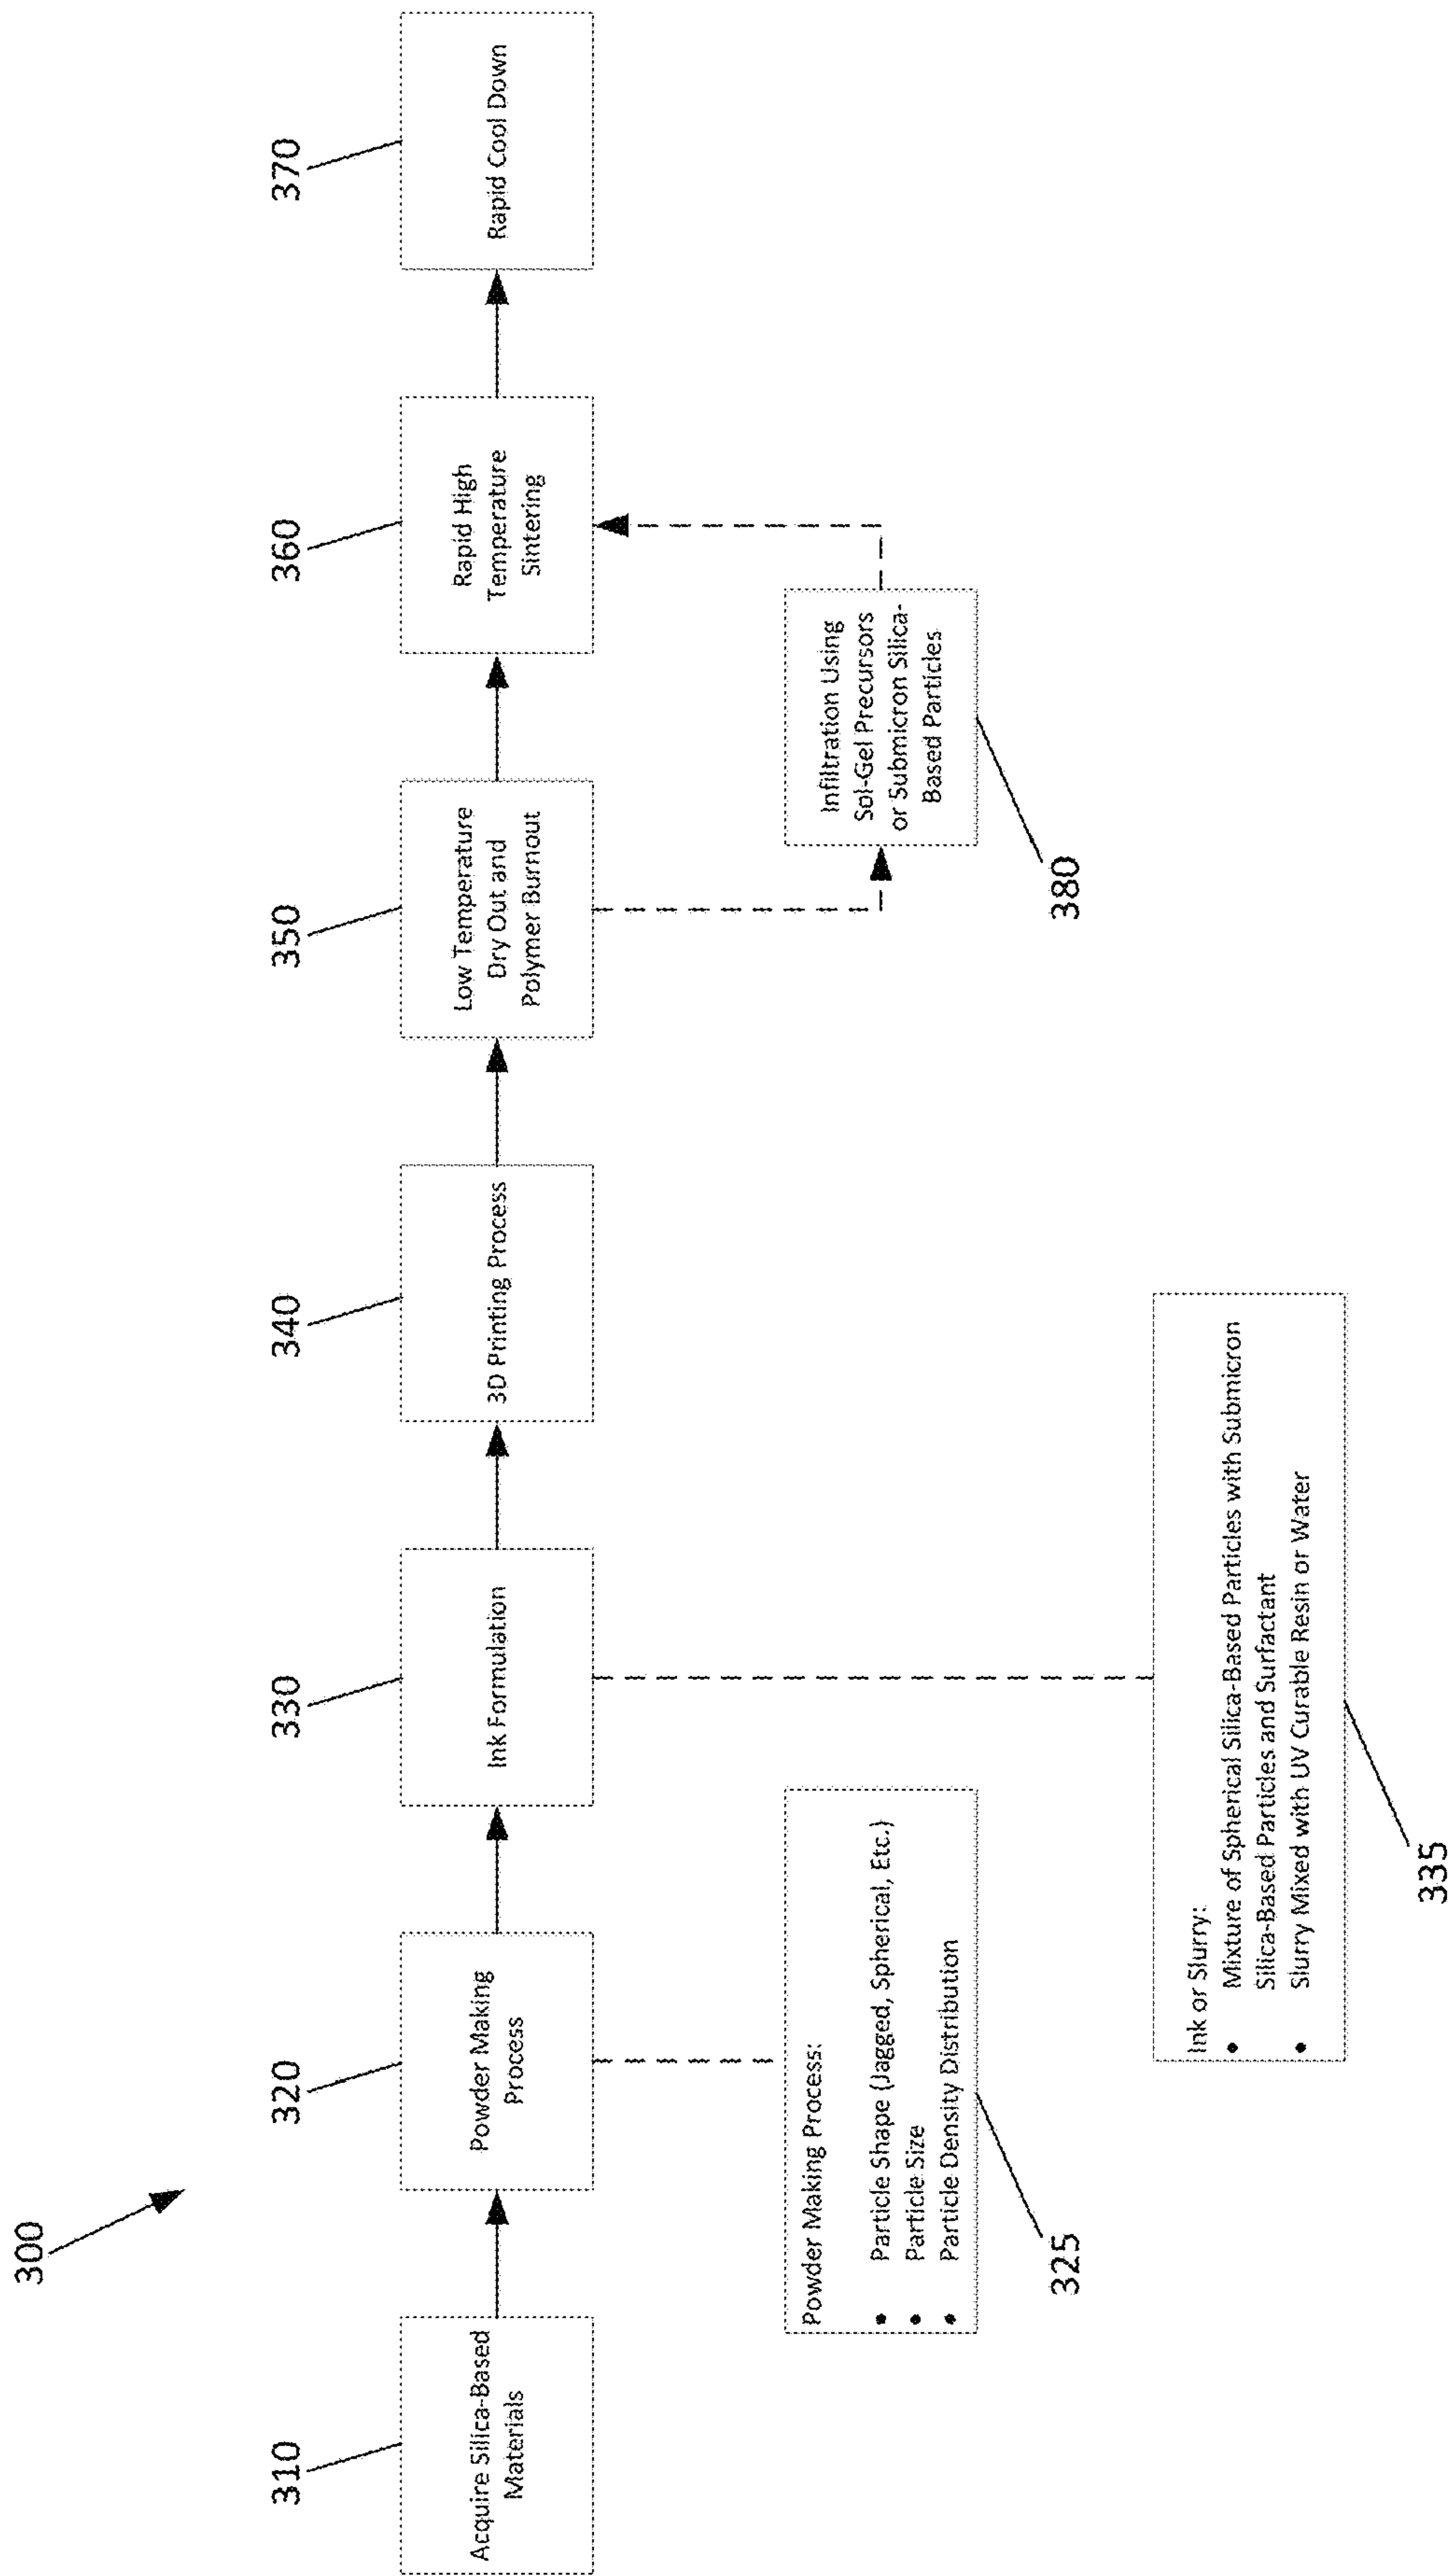 300
310
Acquire Silica-Based
Materials
320
Powder Making
Process
330
Ink Formulation
340
3D Printing Process
350
Low Temperature
Dry Out and
Polymer Burnout
360
Rapid High
Temperature
Sintering
370
Rapid Cool Down
Powder Making Process:
• Particle Shape (Jagged, Spherical, Etc.)
• Particle Size
• Particle Density Distribution
325
Infiltration Using
Sol-Gel Precursors
or Submicron Silica-
Based Particles
380
Ink or Slurry:
• Mixture of Spherical Silica-Based Particles with Submicron
Silica-Based Particles and Surfactant
• Slurry Mixed with UV Curable Resin or Water
335